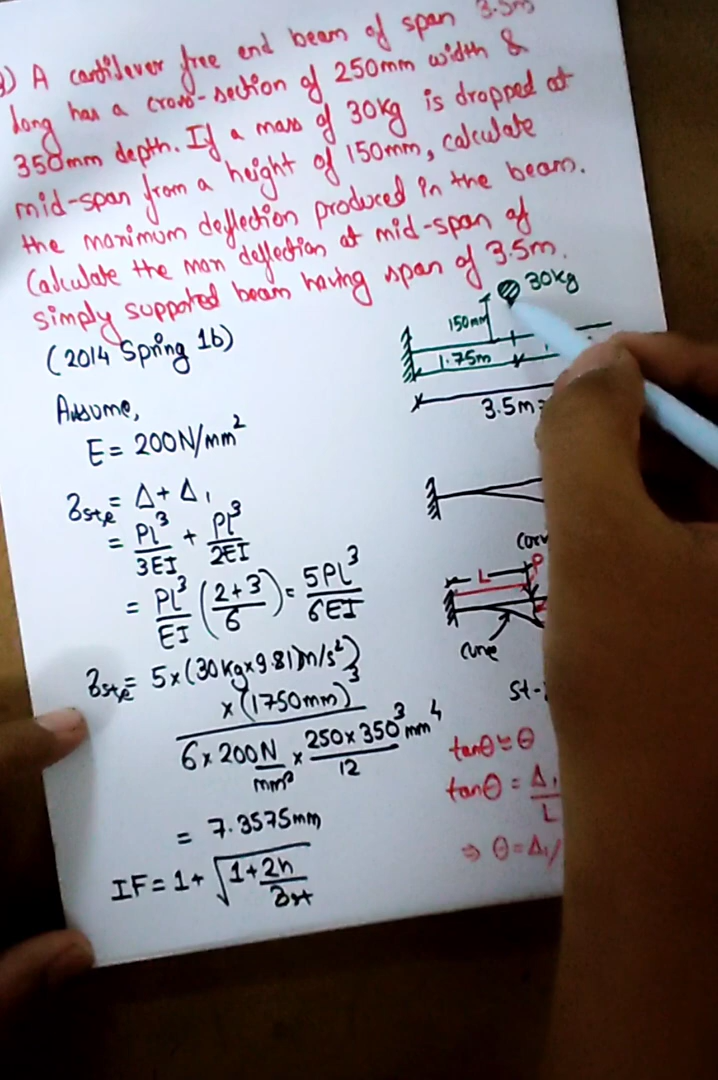 ) A cantilever free end beam of span 3.5m
long has a cross-section of 250mm width &
350mm depth. If a mass of 30kg is dropped at
mid-span from a height of 150mm, calculate
the maximum deflection produced in the beam.
Calculate the max deflection at mid-span of
simply suppoted beam having span of 3.5m.
(2014 Spring 1b)
30kg
150mm
1.75m
3.5m
Assume,
E = 200N/mm²
δst,e = Δ + Δ₁
= Pl³/3EI + Pl³/2EI
= Pl³/EI (2+3/6) = 5Pl³/6EI
δst,e = 5×(30kg×9.81)m/s²)
×(1750mm)³
6×200N/mm² × 250×350³/12 mm⁴
= 7.3575mm
IF = 1+ √1+2h/δst
L
P
curve
st-
tanθ ≈ θ
tanθ = Δ₁/L
⇒ θ = Δ₁/